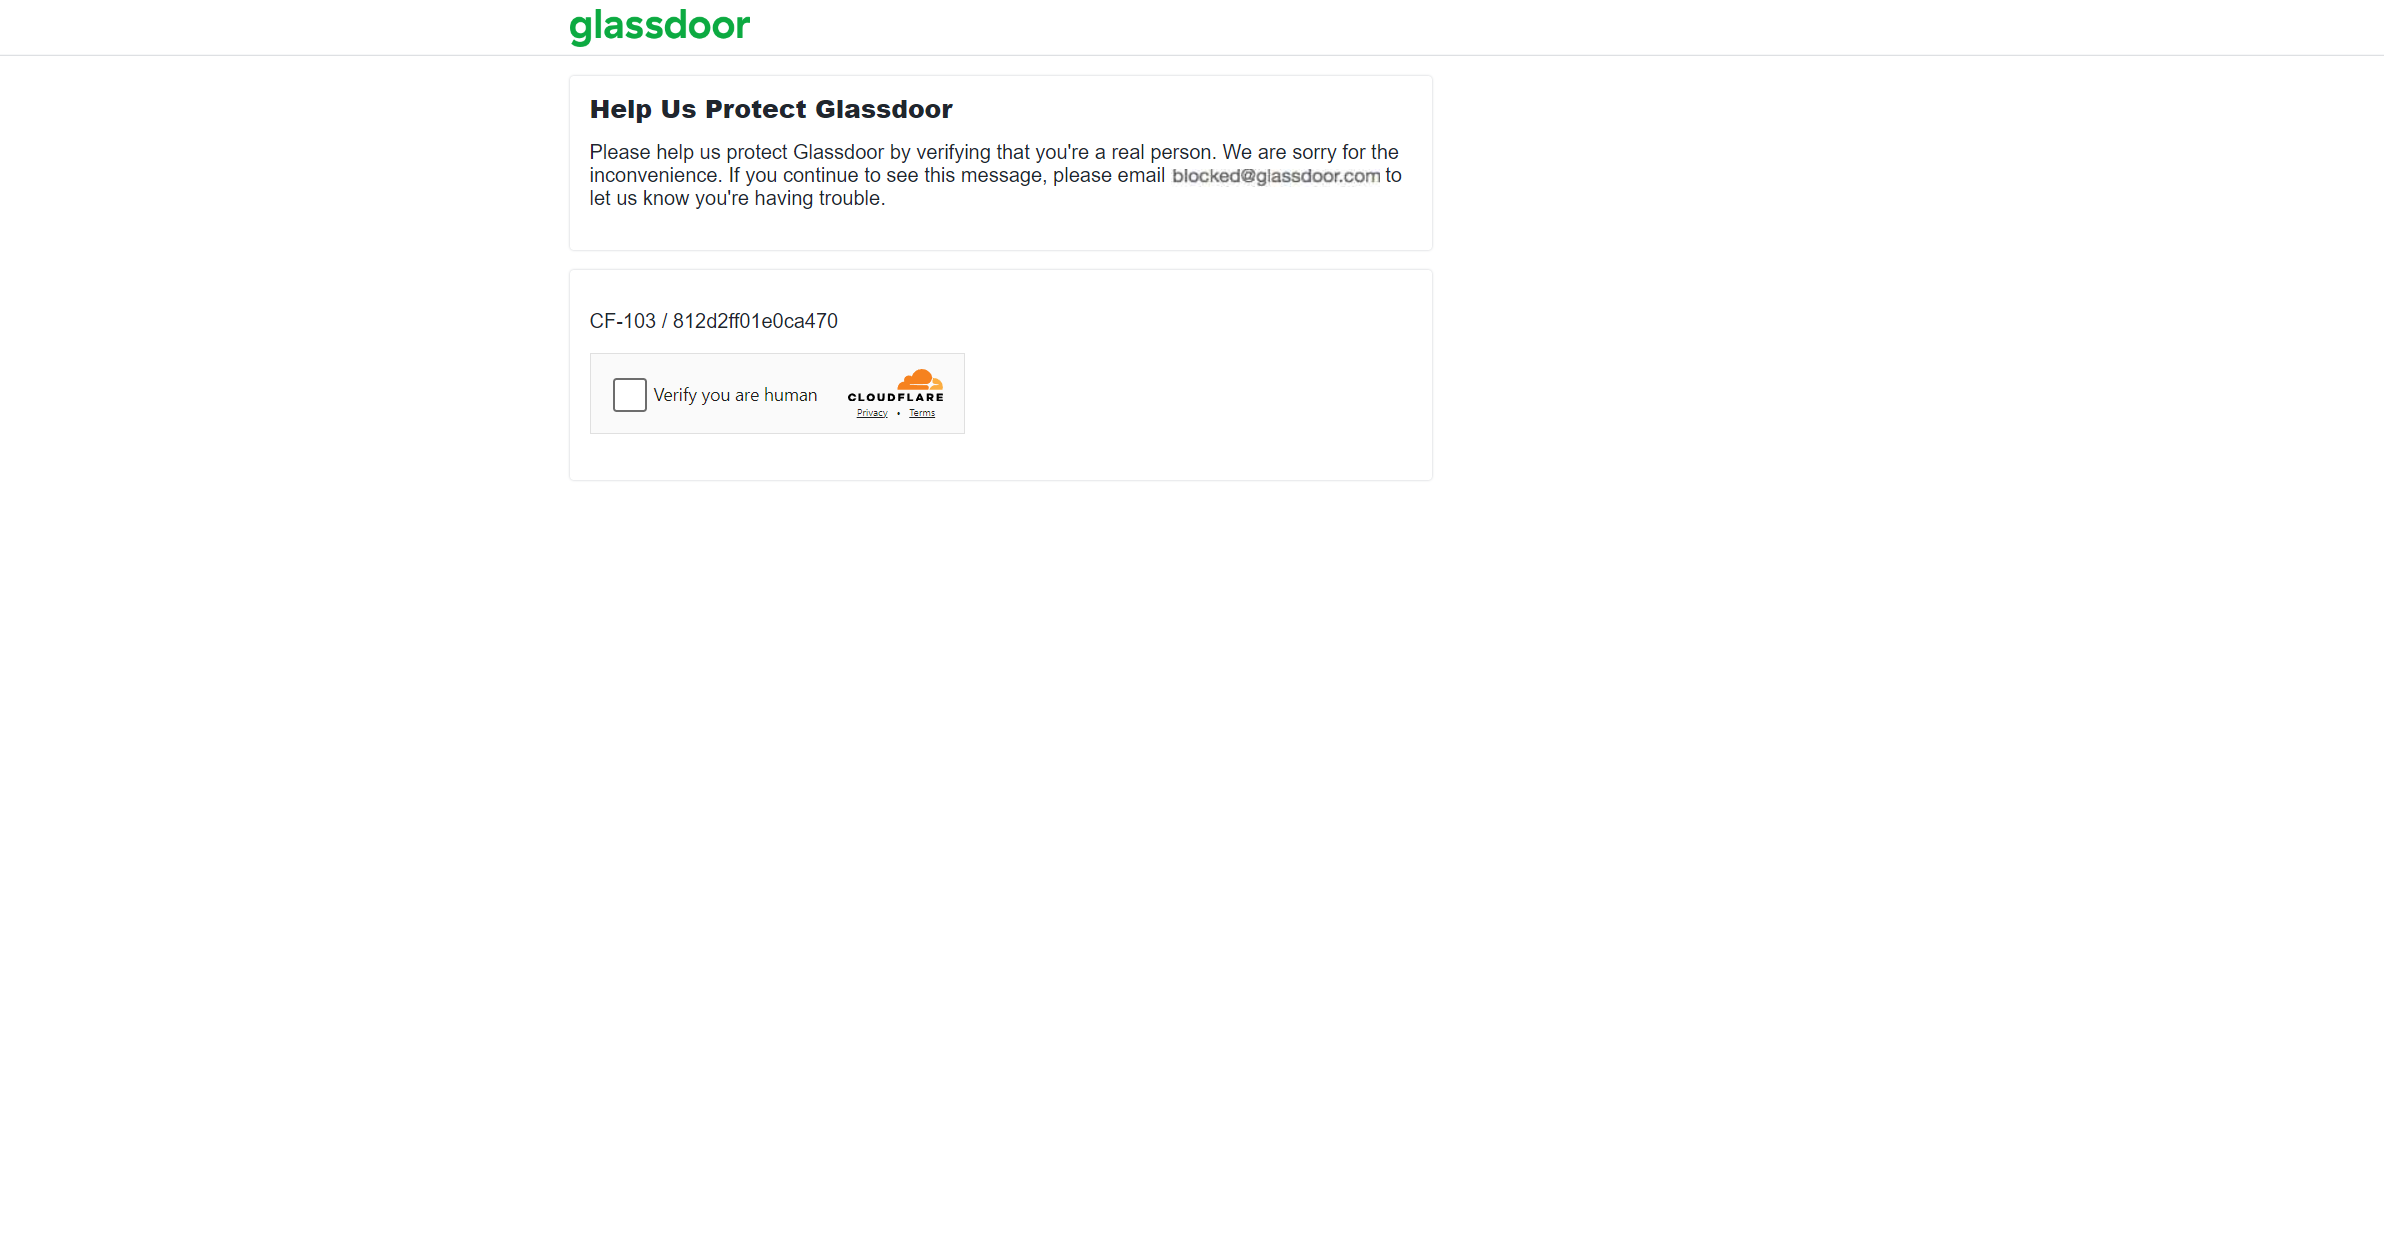 glassdoor
Help Us Protect Glassdoor
Please help us protect Glassdoor by verifying that you're a real person. We are sorry for the
inconvenience. If you continue to see this message, please email blocked@glassdoor.com to
let us know you're having trouble.
CF-103 / 812d2ff01e0ca470
Verify you are human
CLOUDFLARE
Privacy • Terms